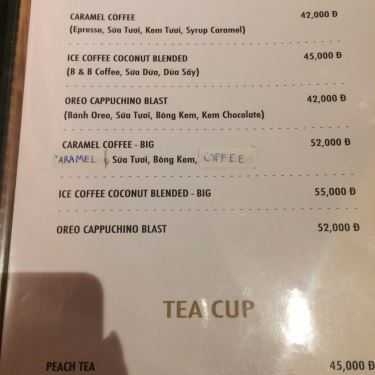 CARAMEL COFFEE 42,000 Đ
(Epresso, Sữa Tươi, Kem Tươi, Syrup Caramel)
ICE COFFEE COCONUT BLENDED 45,000 Đ
(B & B Coffee, Sữa Dừa, Dừa Sấy)
OREO CAPPUCHINO BLAST 42,000 Đ
(Bánh Oreo, Sữa Tươi, Bông Kem, Kem Chocolate)
CARAMEL COFFEE - BIG 52,000 Đ
CARAMEL, Sữa Tươi, Bông Kem, COFFEE
ICE COFFEE COCONUT BLENDED - BIG 55,000 Đ
OREO CAPPUCHINO BLAST 52,000 Đ
TEA CUP
PEACH TEA 45,000 Đ